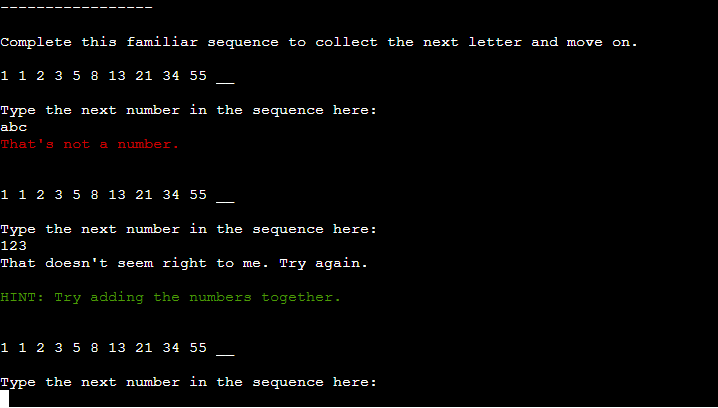 -----------------
Complete this familiar sequence to collect the next letter and move on.
1 1 2 3 5 8 13 21 34 55 __
Type the next number in the sequence here:
abc
That's not a number.
1 1 2 3 5 8 13 21 34 55 __
Type the next number in the sequence here:
123
That doesn't seem right to me. Try again.
HINT: Try adding the numbers together.
1 1 2 3 5 8 13 21 34 55 __
Type the next number in the sequence here: